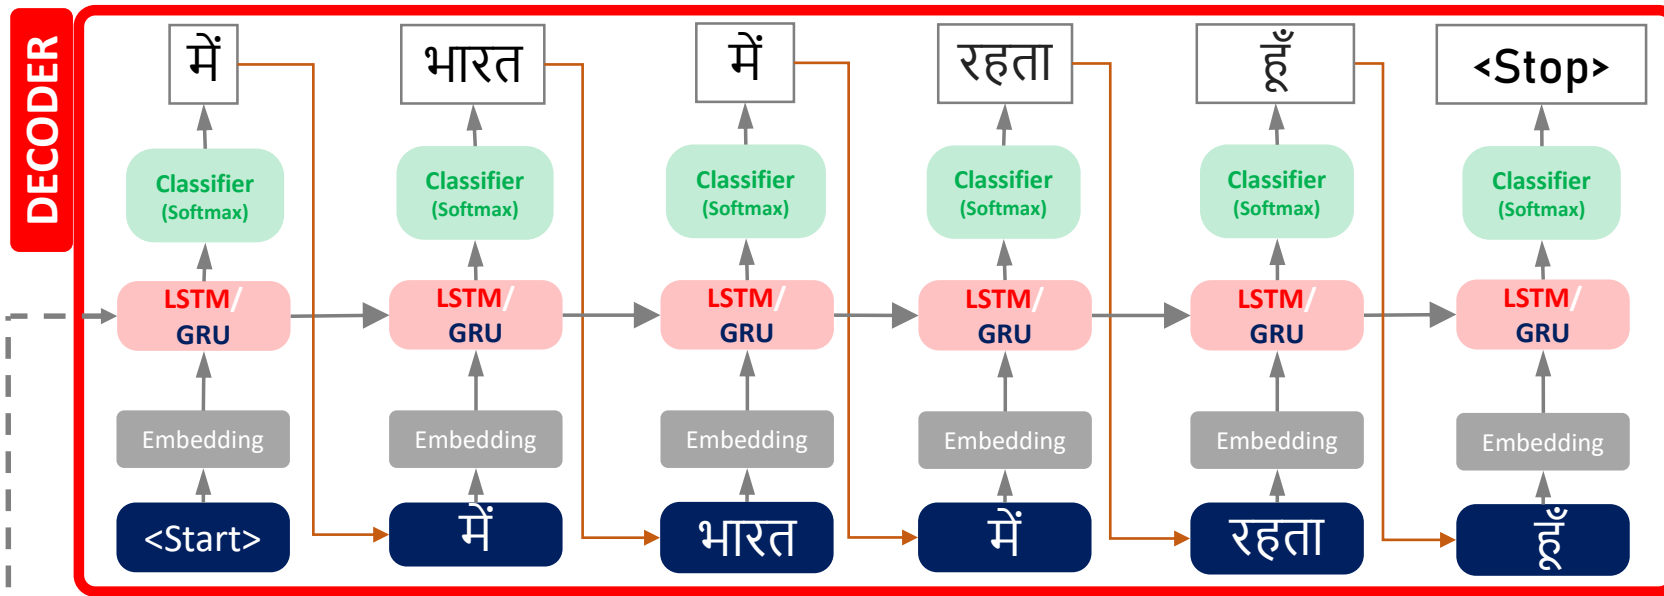 DECODER
में
भारत
में
रहता
हूँ
<Stop>
Classifier
(Softmax)
Classifier
(Softmax)
Classifier
(Softmax)
Classifier
(Softmax)
Classifier
(Softmax)
Classifier
(Softmax)
LSTM/
GRU
LSTM/
GRU
LSTM/
GRU
LSTM/
GRU
LSTM/
GRU
LSTM/
GRU
Embedding
Embedding
Embedding
Embedding
Embedding
Embedding
<Start>
में
भारत
में
रहता
हूँ